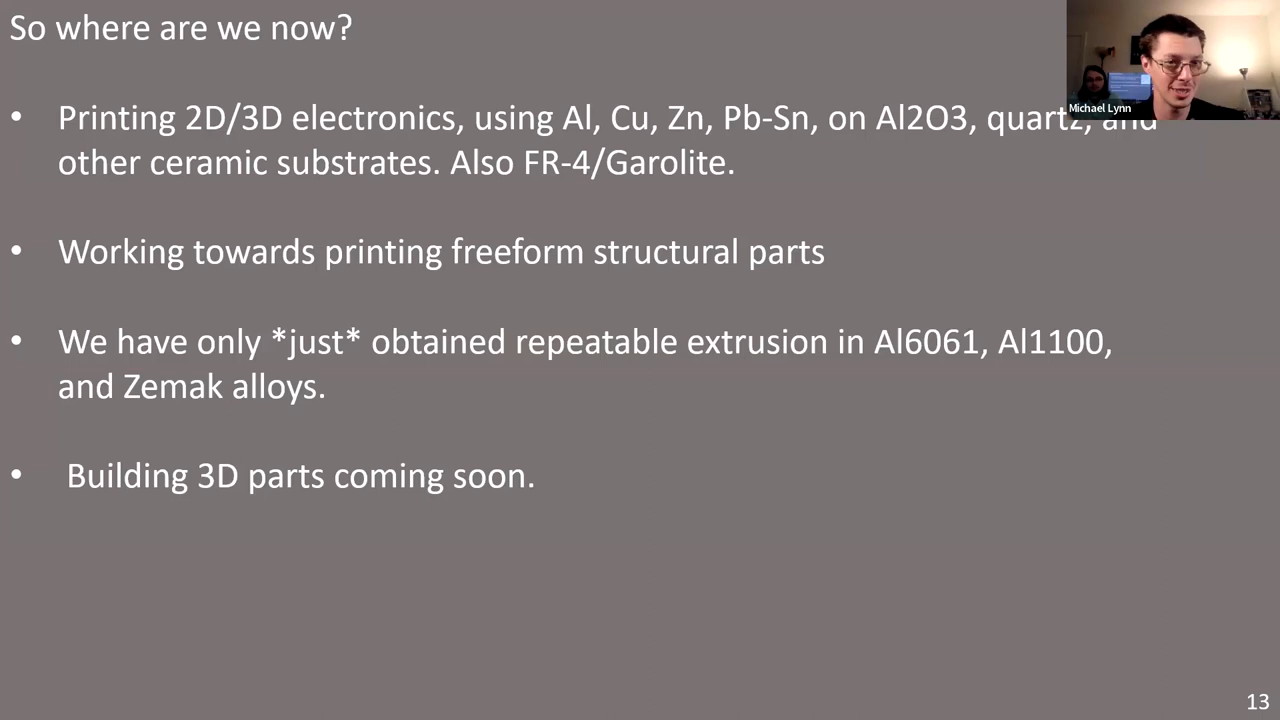 So where are we now?
Michael Lynn
• Printing 2D/3D electronics, using Al, Cu, Zn, Pb-Sn, on Al2O3, quartz, and
other ceramic substrates. Also FR-4/Garolite.
• Working towards printing freeform structural parts
• We have only *just* obtained repeatable extrusion in Al6061, Al1100,
and Zemak alloys.
• Building 3D parts coming soon.
13